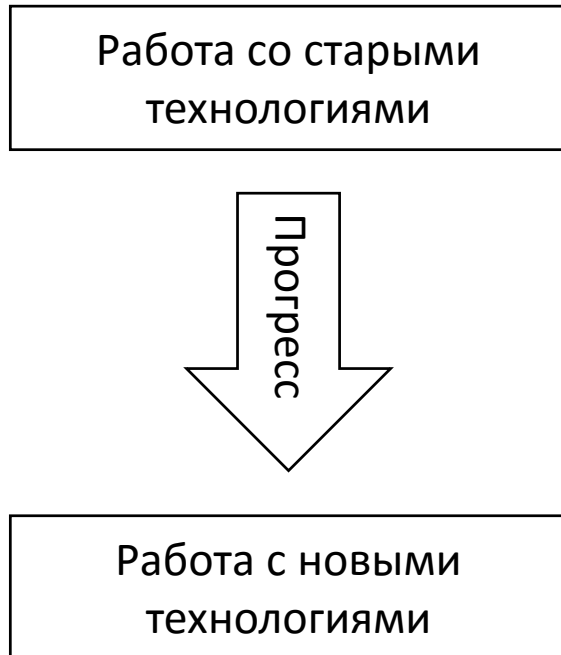 Работа со старыми
технологиями
Прогресс
Работа с новыми
технологиями